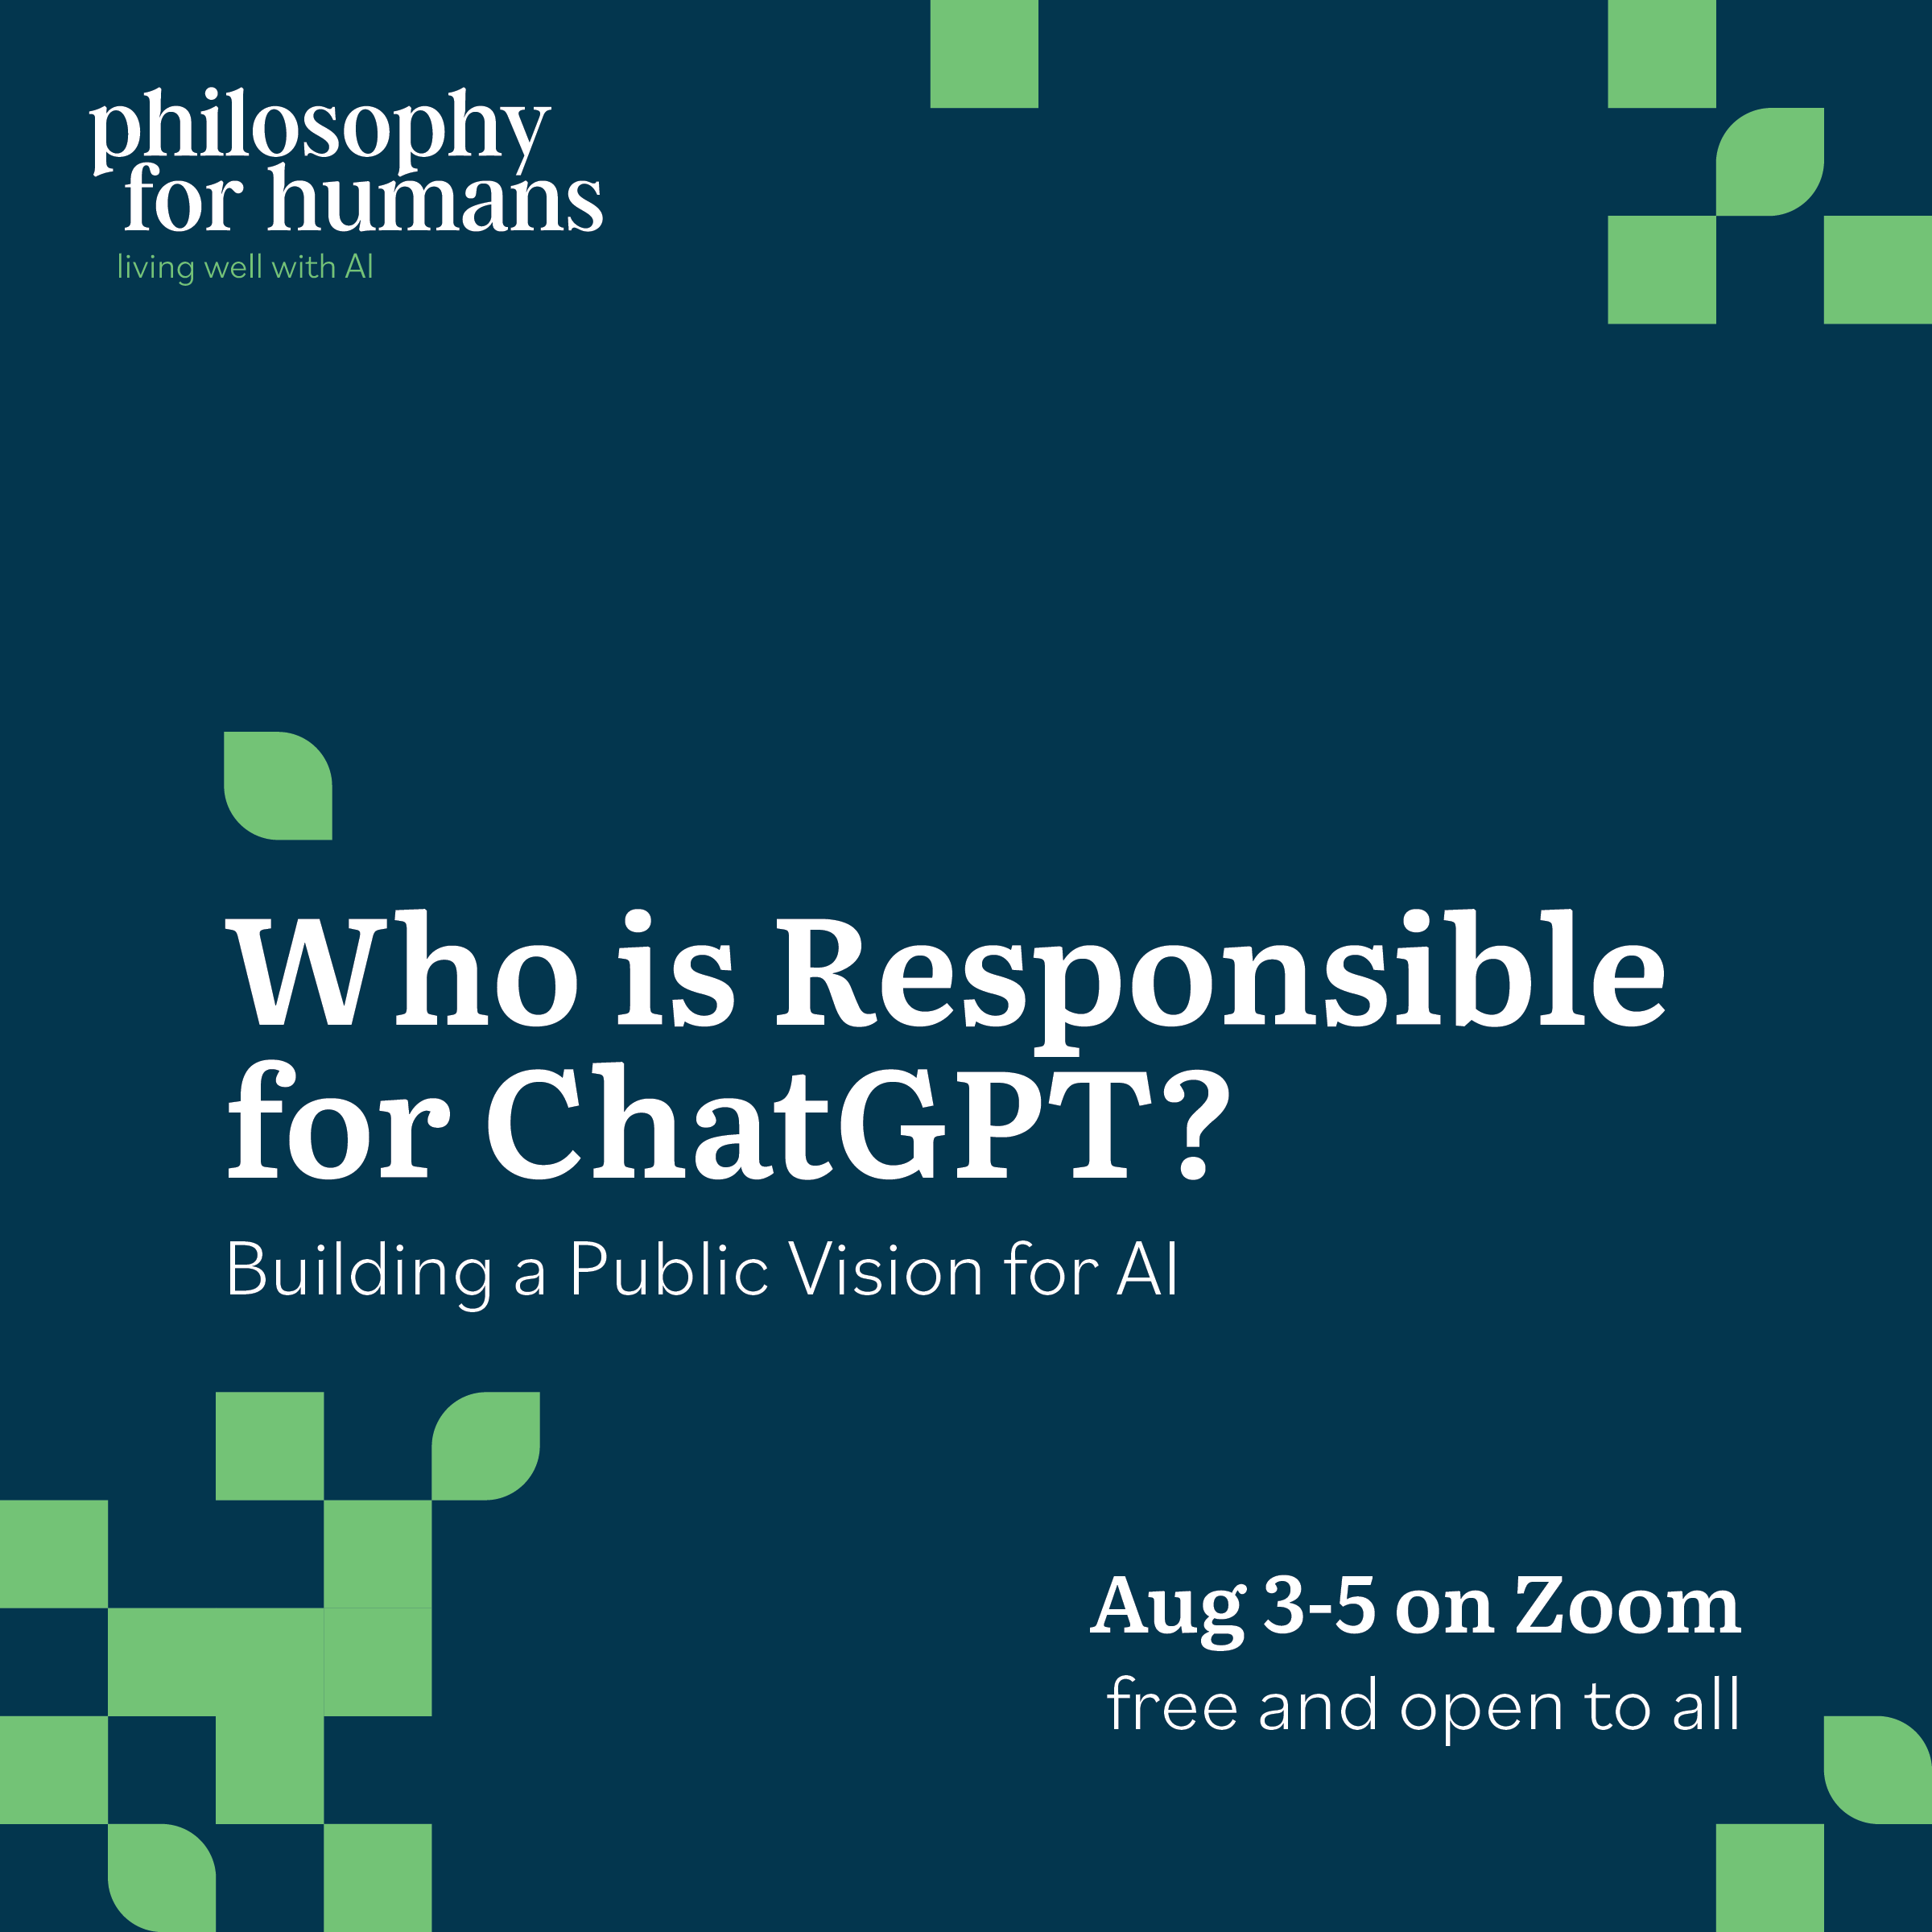 philosophy
for humans
living well with AI
Who is Responsible
for ChatGPT?
Building a Public Vision for AI
Aug 3-5 on Zoom
free and open to all